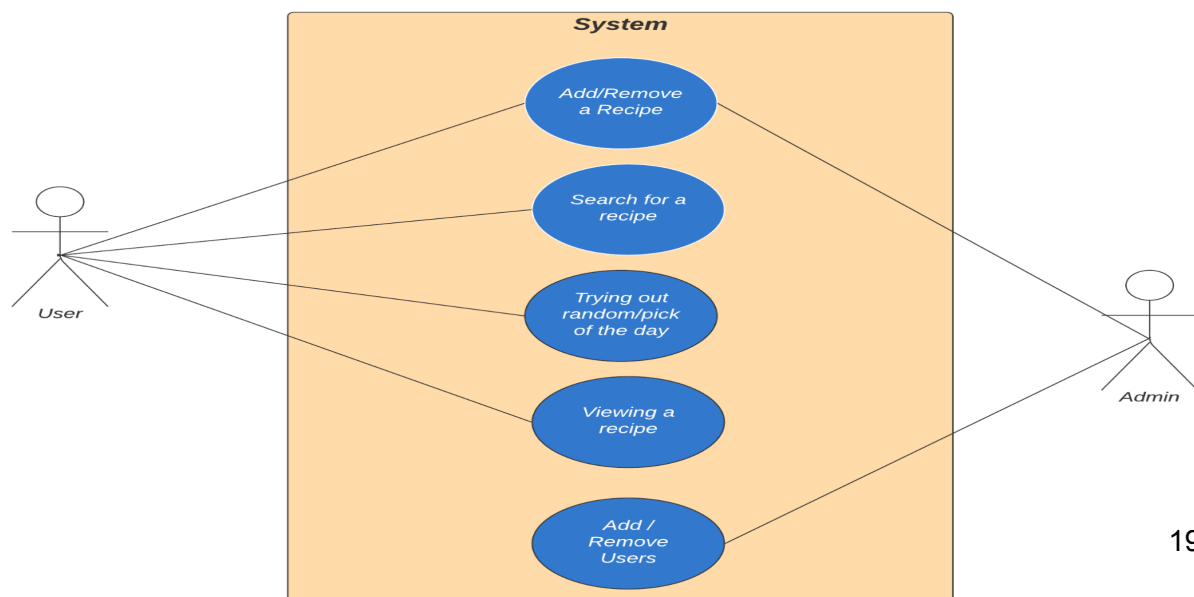 System
Add/Remove
a Recipe
Search for a
recipe
Trying out
random/pick
of the day
User
Viewing a
recipe
Admin
Add /
Remove
Users
19